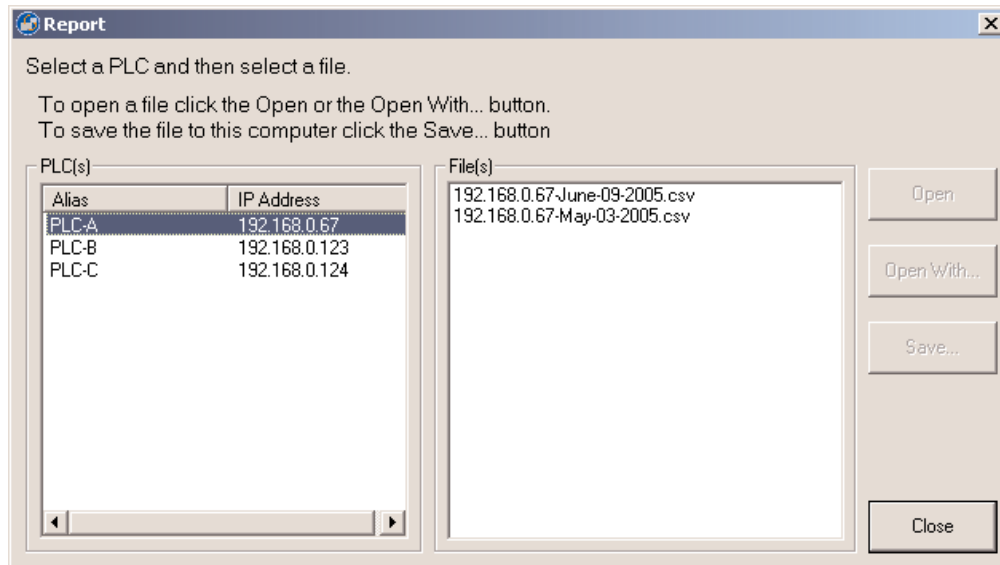 Report
Select a PLC and then select a file.
To open a file click the Open or the Open With... button.
To save the file to this computer click the Save... button
PLC(s)
Alias IP Address
PLC-A 192.168.0.67
PLC-B 192.168.0.123
PLC-C 192.168.0.124
File(s)
192.168.0.67-June-09-2005.csv
192.168.0.67-May-03-2005.csv
Open
Open With...
Save...
Close